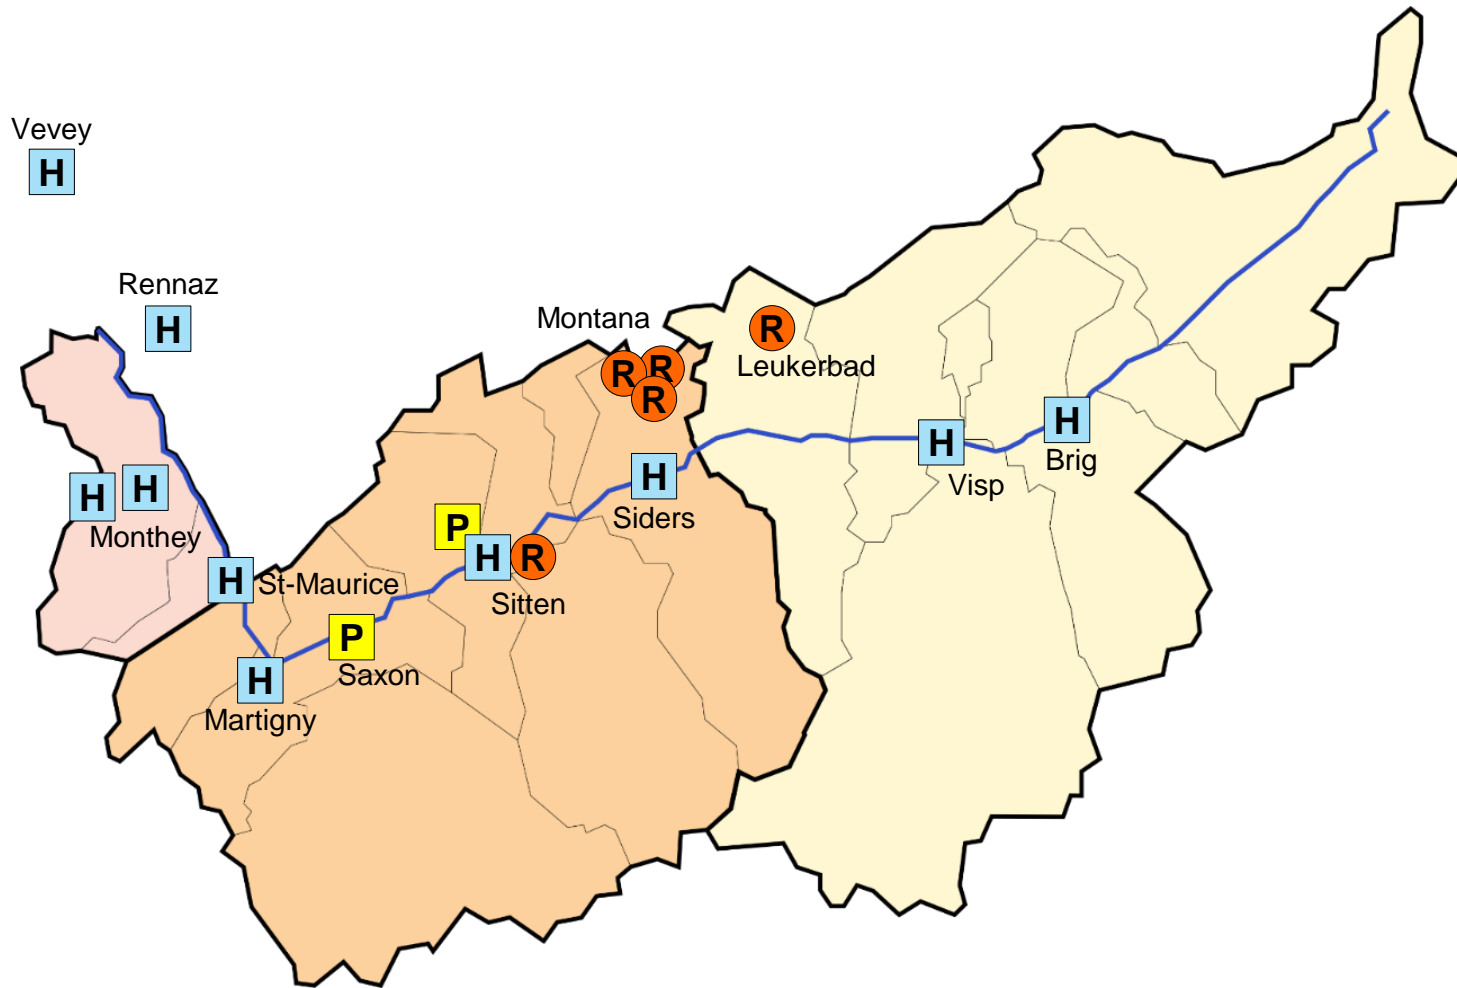 Vevey
H
Rennaz
H
Montana
R
R
R
R
Leukerbad
H
Brig
H
Visp
H
Siders
H
H
Monthey
P
H
R
Sitten
H
St-Maurice
P
Saxon
H
Martigny